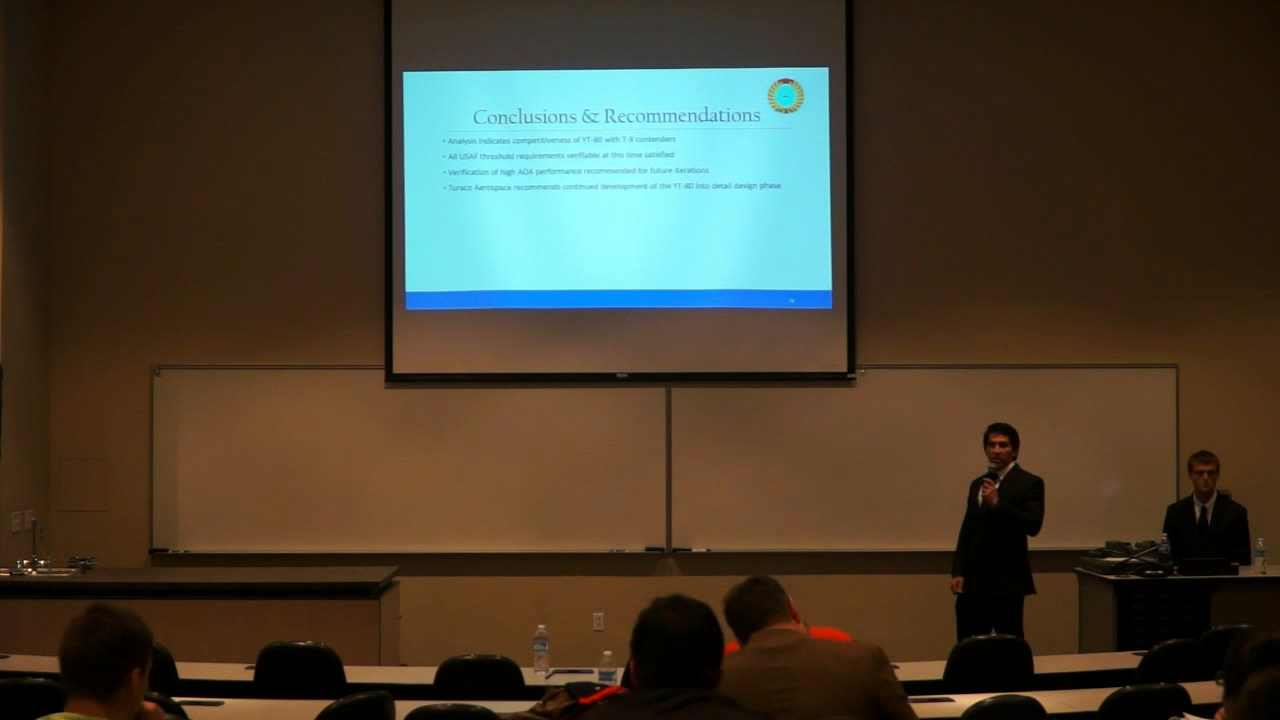 Conclusions & Recommendations
• Analysis indicates competitiveness of YT-80 with T-X contenders
• All USAF threshold requirements verifiable at this time satisfied
• Verification of high AOA performance recommended for future iterations
• Turaco Aerospace recommends continued development of the YT-80 into detail design phase